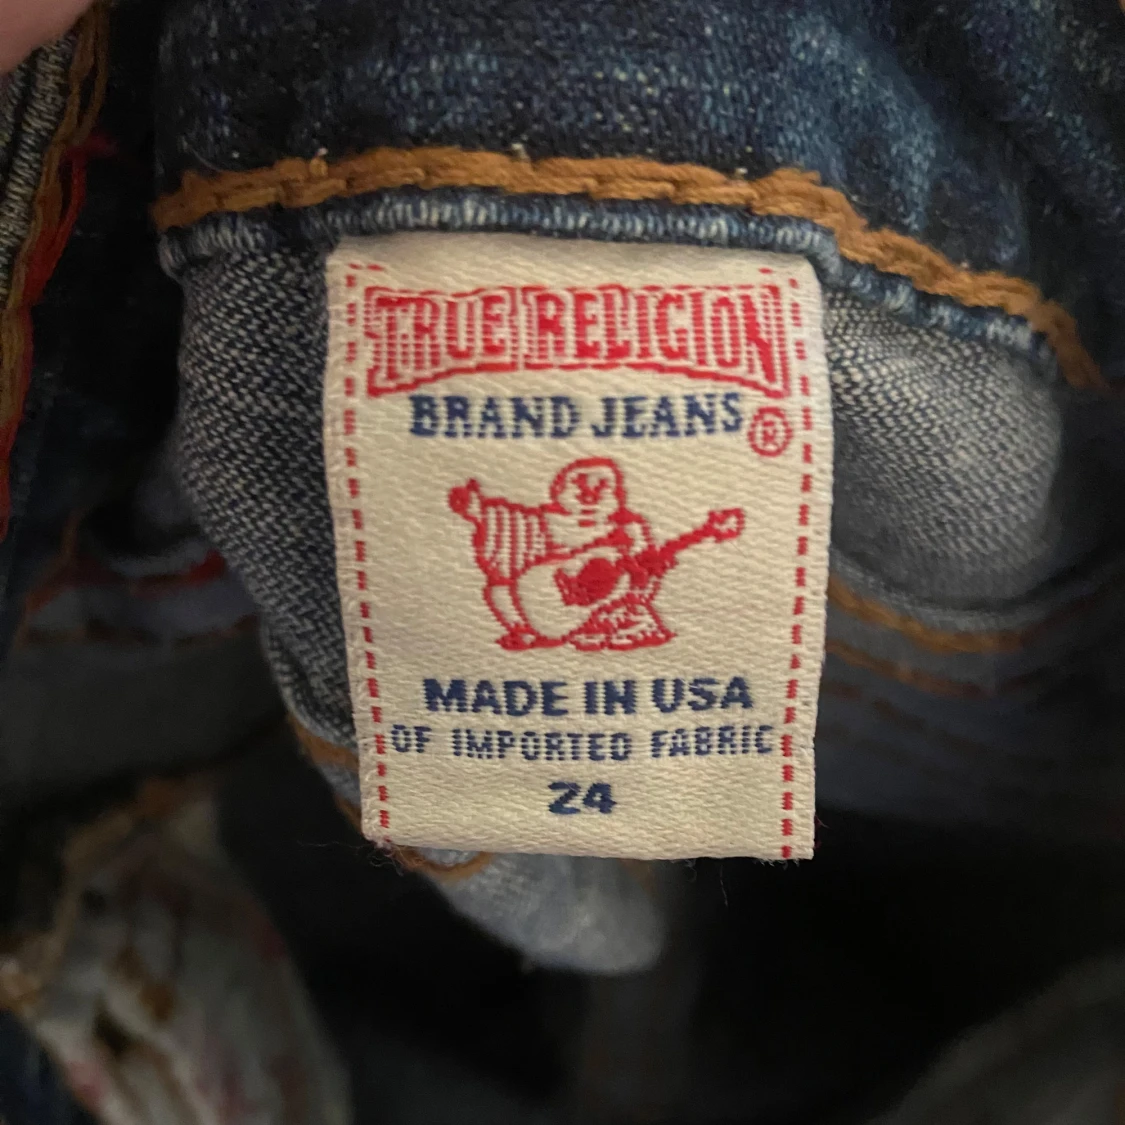 TRUE RELIGION
BRAND JEANS®
MADE IN USA
OF IMPORTED FABRIC
24